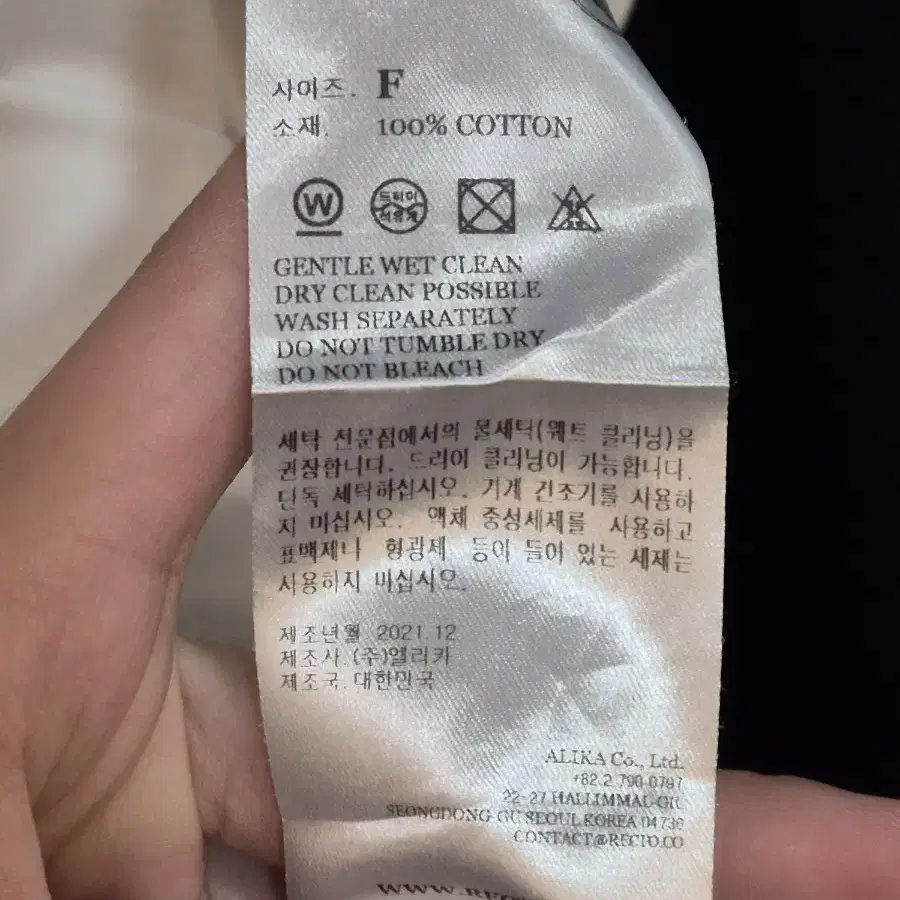 사이즈. F
소재. 100% COTTON
W 드라이
GENTLE WET CLEAN
DRY CLEAN POSSIBLE
WASH SEPARATELY
DO NOT TUMBLE DRY
DO NOT BLEACH
세탁 전문점에서의 물세탁(웨트 클리닝)을
권장합니다. 드라이 클리닝이 가능합니다.
단독 세탁하십시오. 기계 건조기를 사용하
지 마십시오. 액체 중성세제를 사용하고
표백제나 형광제 등이 들어 있는 세제는
사용하지 마십시오.
제조년월. 2021.12
제조사. (주)엘리카
제조국. 대한민국
ALIKA Co., Ltd.
+82.2.790.0797
22-27 HALLIMMAL-GIL
SEONGDONG GU SEOUL KOREA 04736
CONTACT@RECTO.CO